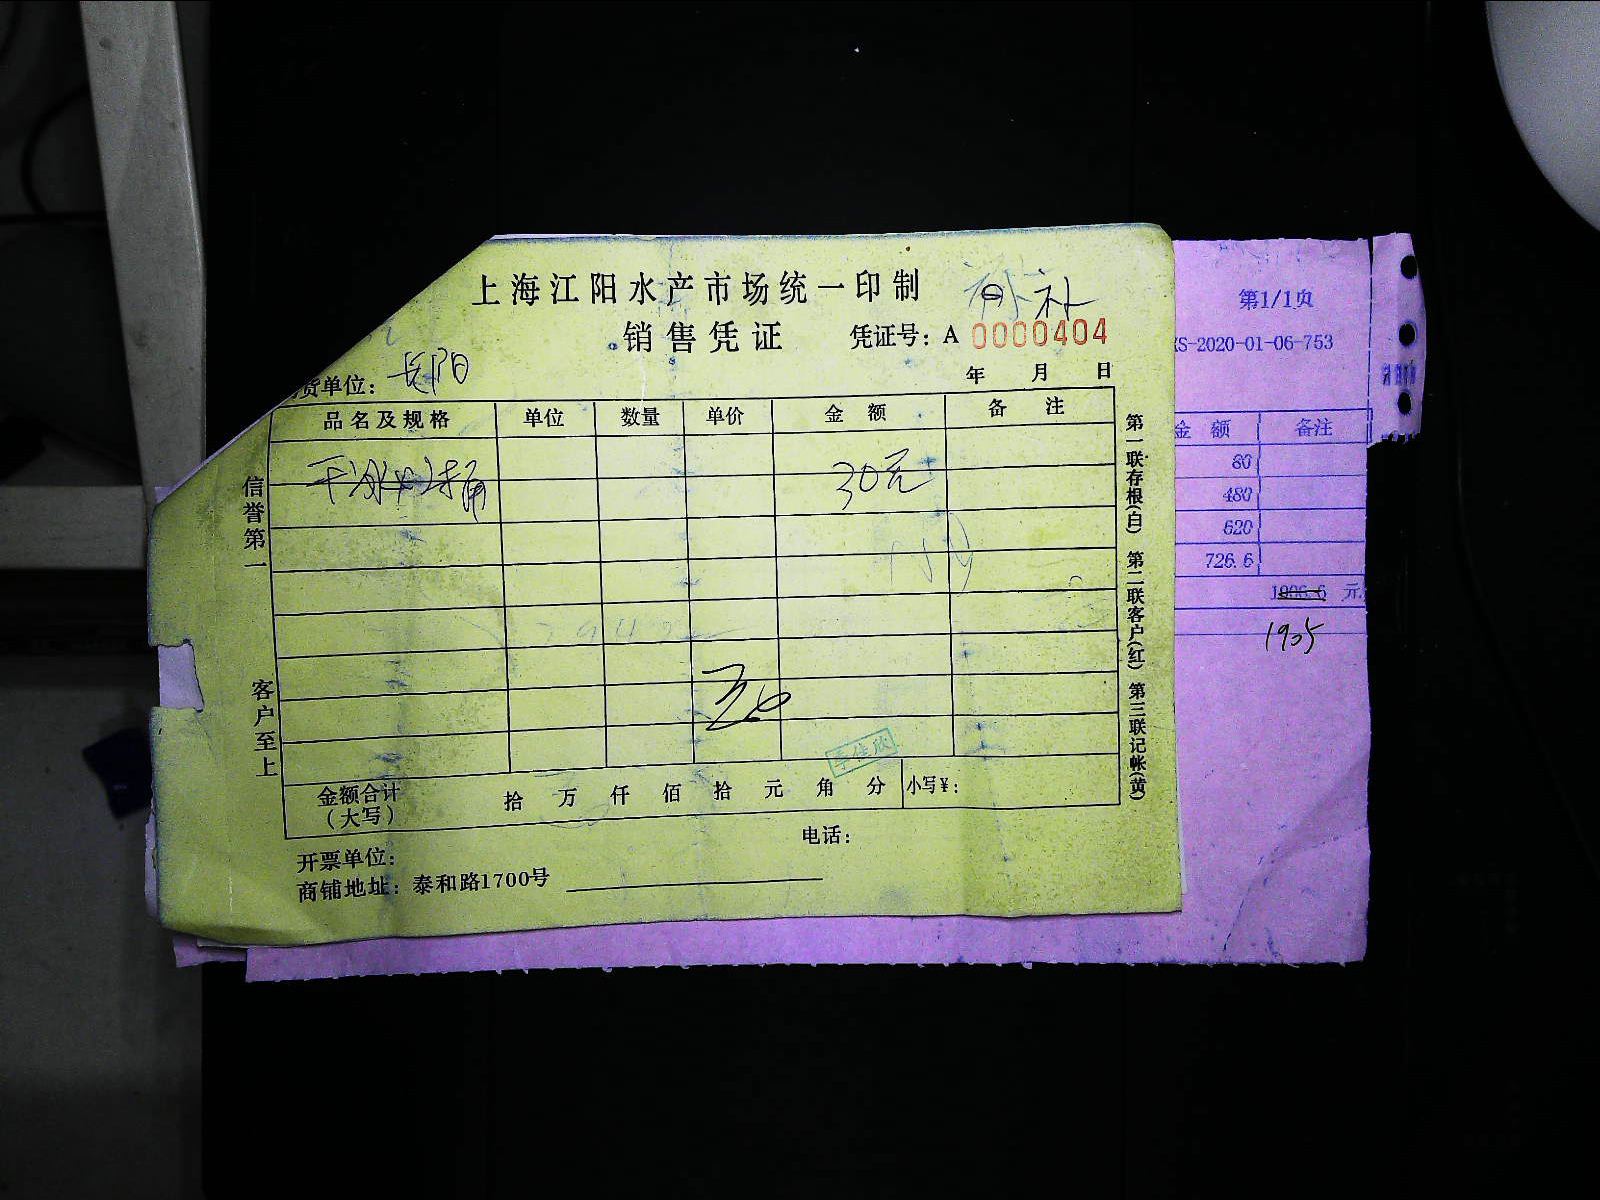 上海江阳水产市场统一印制
补
销售凭证 凭证号：A 0000404
货单位：
年 月 日
品名及规格 单位 数量 单价 金额 备注
干冰
30元
信誉第一
客户至上
第一联存根(白) 第二联客户(红) 第三联记帐(黄)
金额合计
(大写)
拾 万 仟 佰 拾 元 角 分 小写¥：
电话：
开票单位：
商铺地址：泰和路1700号
第1/1页
XS-2020-01-06-753
金 额 备注
80
480
620
726.6
元
1905